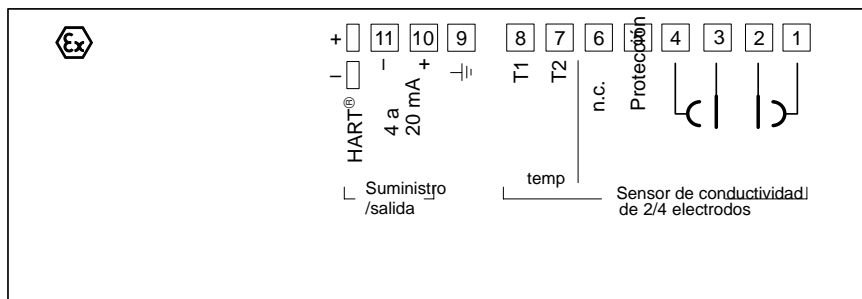 Ex
+ 11 10 9 8 7 6 4 3 2 1
−
HART®
−
+
4 a
20 mA
T1
T2
n.c.
Protección
temp
Suministro
/salida
Sensor de conductividad
de 2/4 electrodos